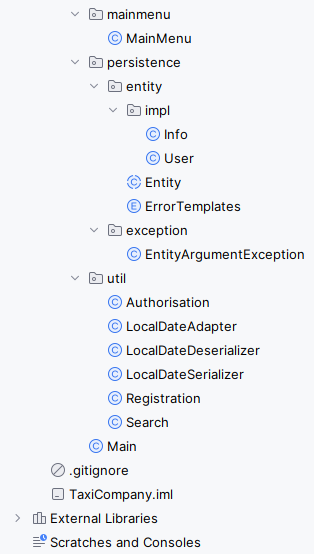 mainmenu
MainMenu
persistence
entity
impl
Info
User
Entity
ErrorTemplates
exception
EntityArgumentException
util
Authorisation
LocalDateAdapter
LocalDateDeserializer
LocalDateSerializer
Registration
Search
Main
.gitignore
TaxiCompany.iml
External Libraries
Scratches and Consoles